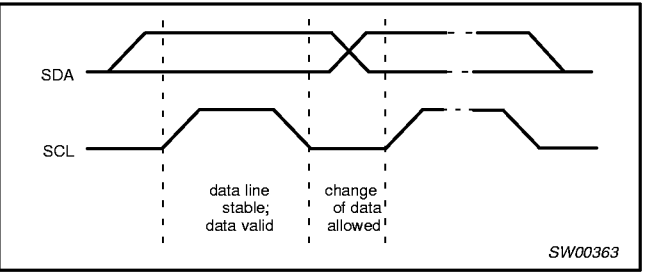 SDA
SCL
data line
stable;
data valid
change
of data
allowed
SW00363